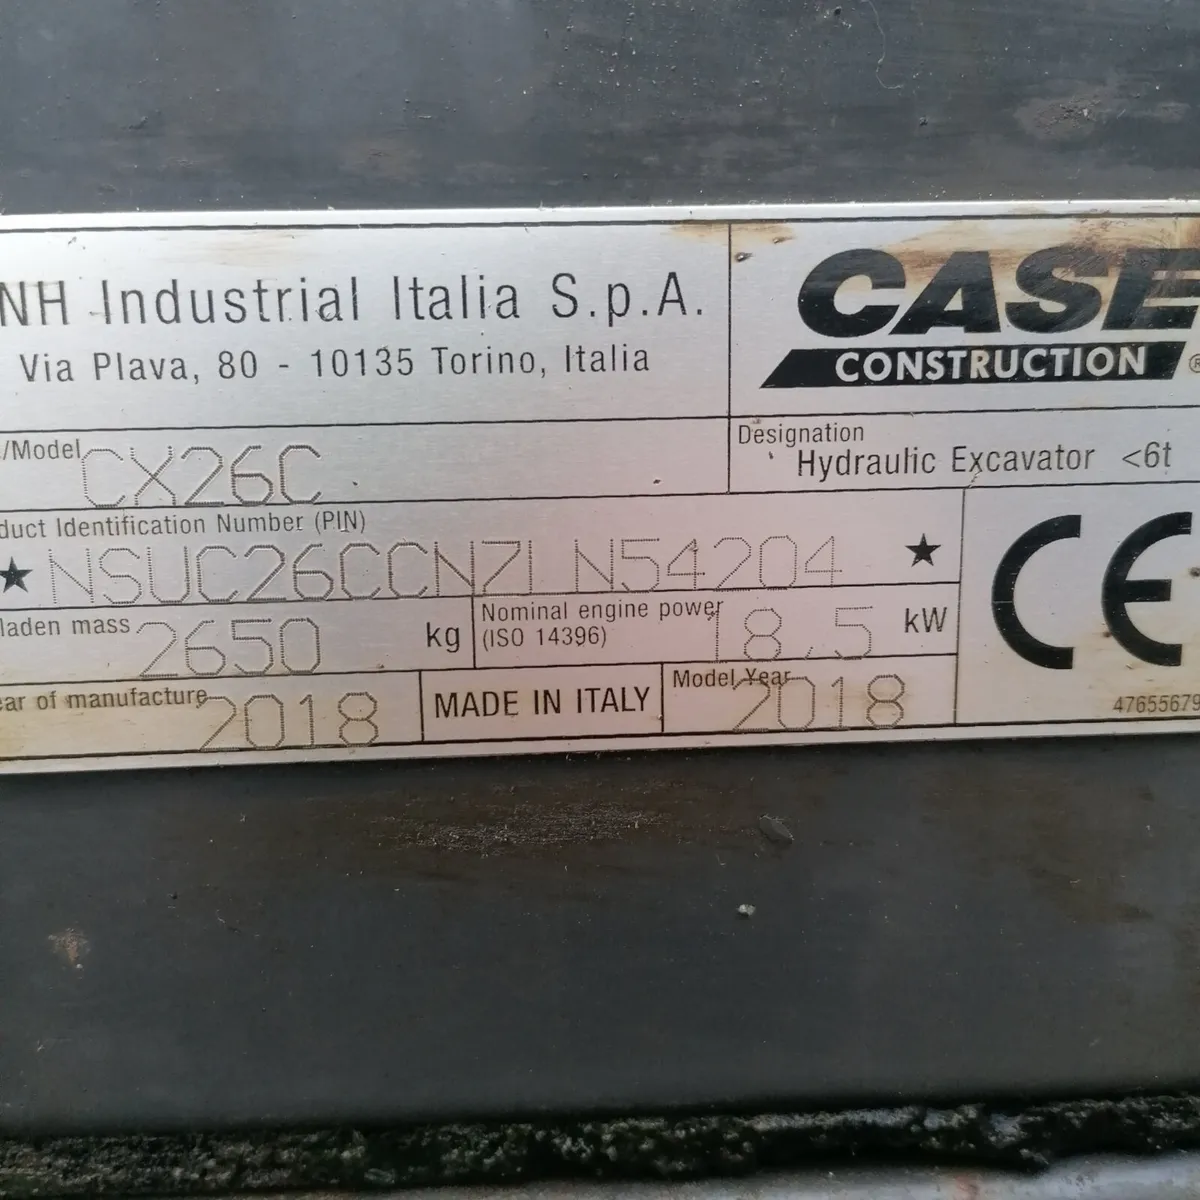 NH Industrial Italia S.p.A.
Via Plava, 80 - 10135 Torino, Italia
CASE
CONSTRUCTION ®
/Model CX26C
Designation
Hydraulic Excavator <6t
duct Identification Number (PIN)
★ NSUC26CCNZLN54204 ★
laden mass 2650 kg
Nominal engine power
(ISO 14396) 18.5 kW
CE
ear of manufacture 2018
MADE IN ITALY
Model Year 2018
47655679